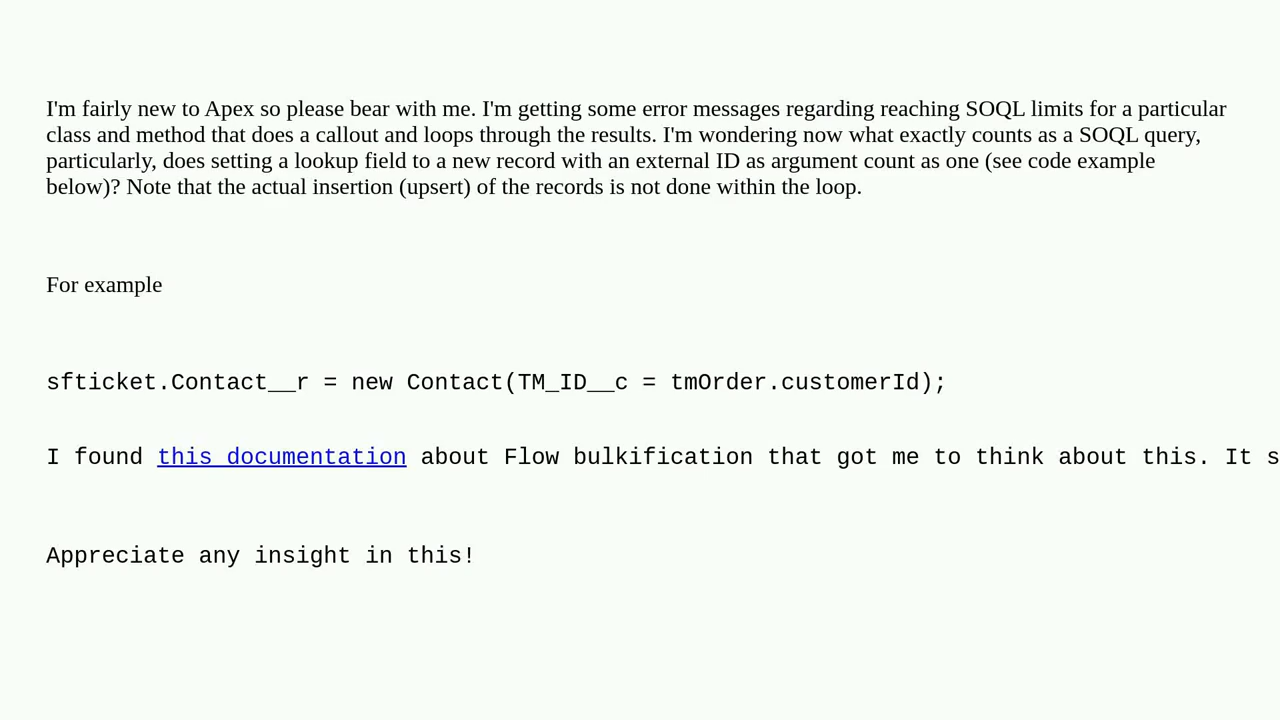 I'm fairly new to Apex so please bear with me. I'm getting some error messages regarding reaching SOQL limits for a particular
class and method that does a callout and loops through the results. I'm wondering now what exactly counts as a SOQL query,
particularly, does setting a lookup field to a new record with an external ID as argument count as one (see code example
below)? Note that the actual insertion (upsert) of the records is not done within the loop.
For example
sfticket.Contact__r = new Contact(TM_ID__c = tmOrder.customerId);
I found this documentation about Flow bulkification that got me to think about this. It s
Appreciate any insight in this!